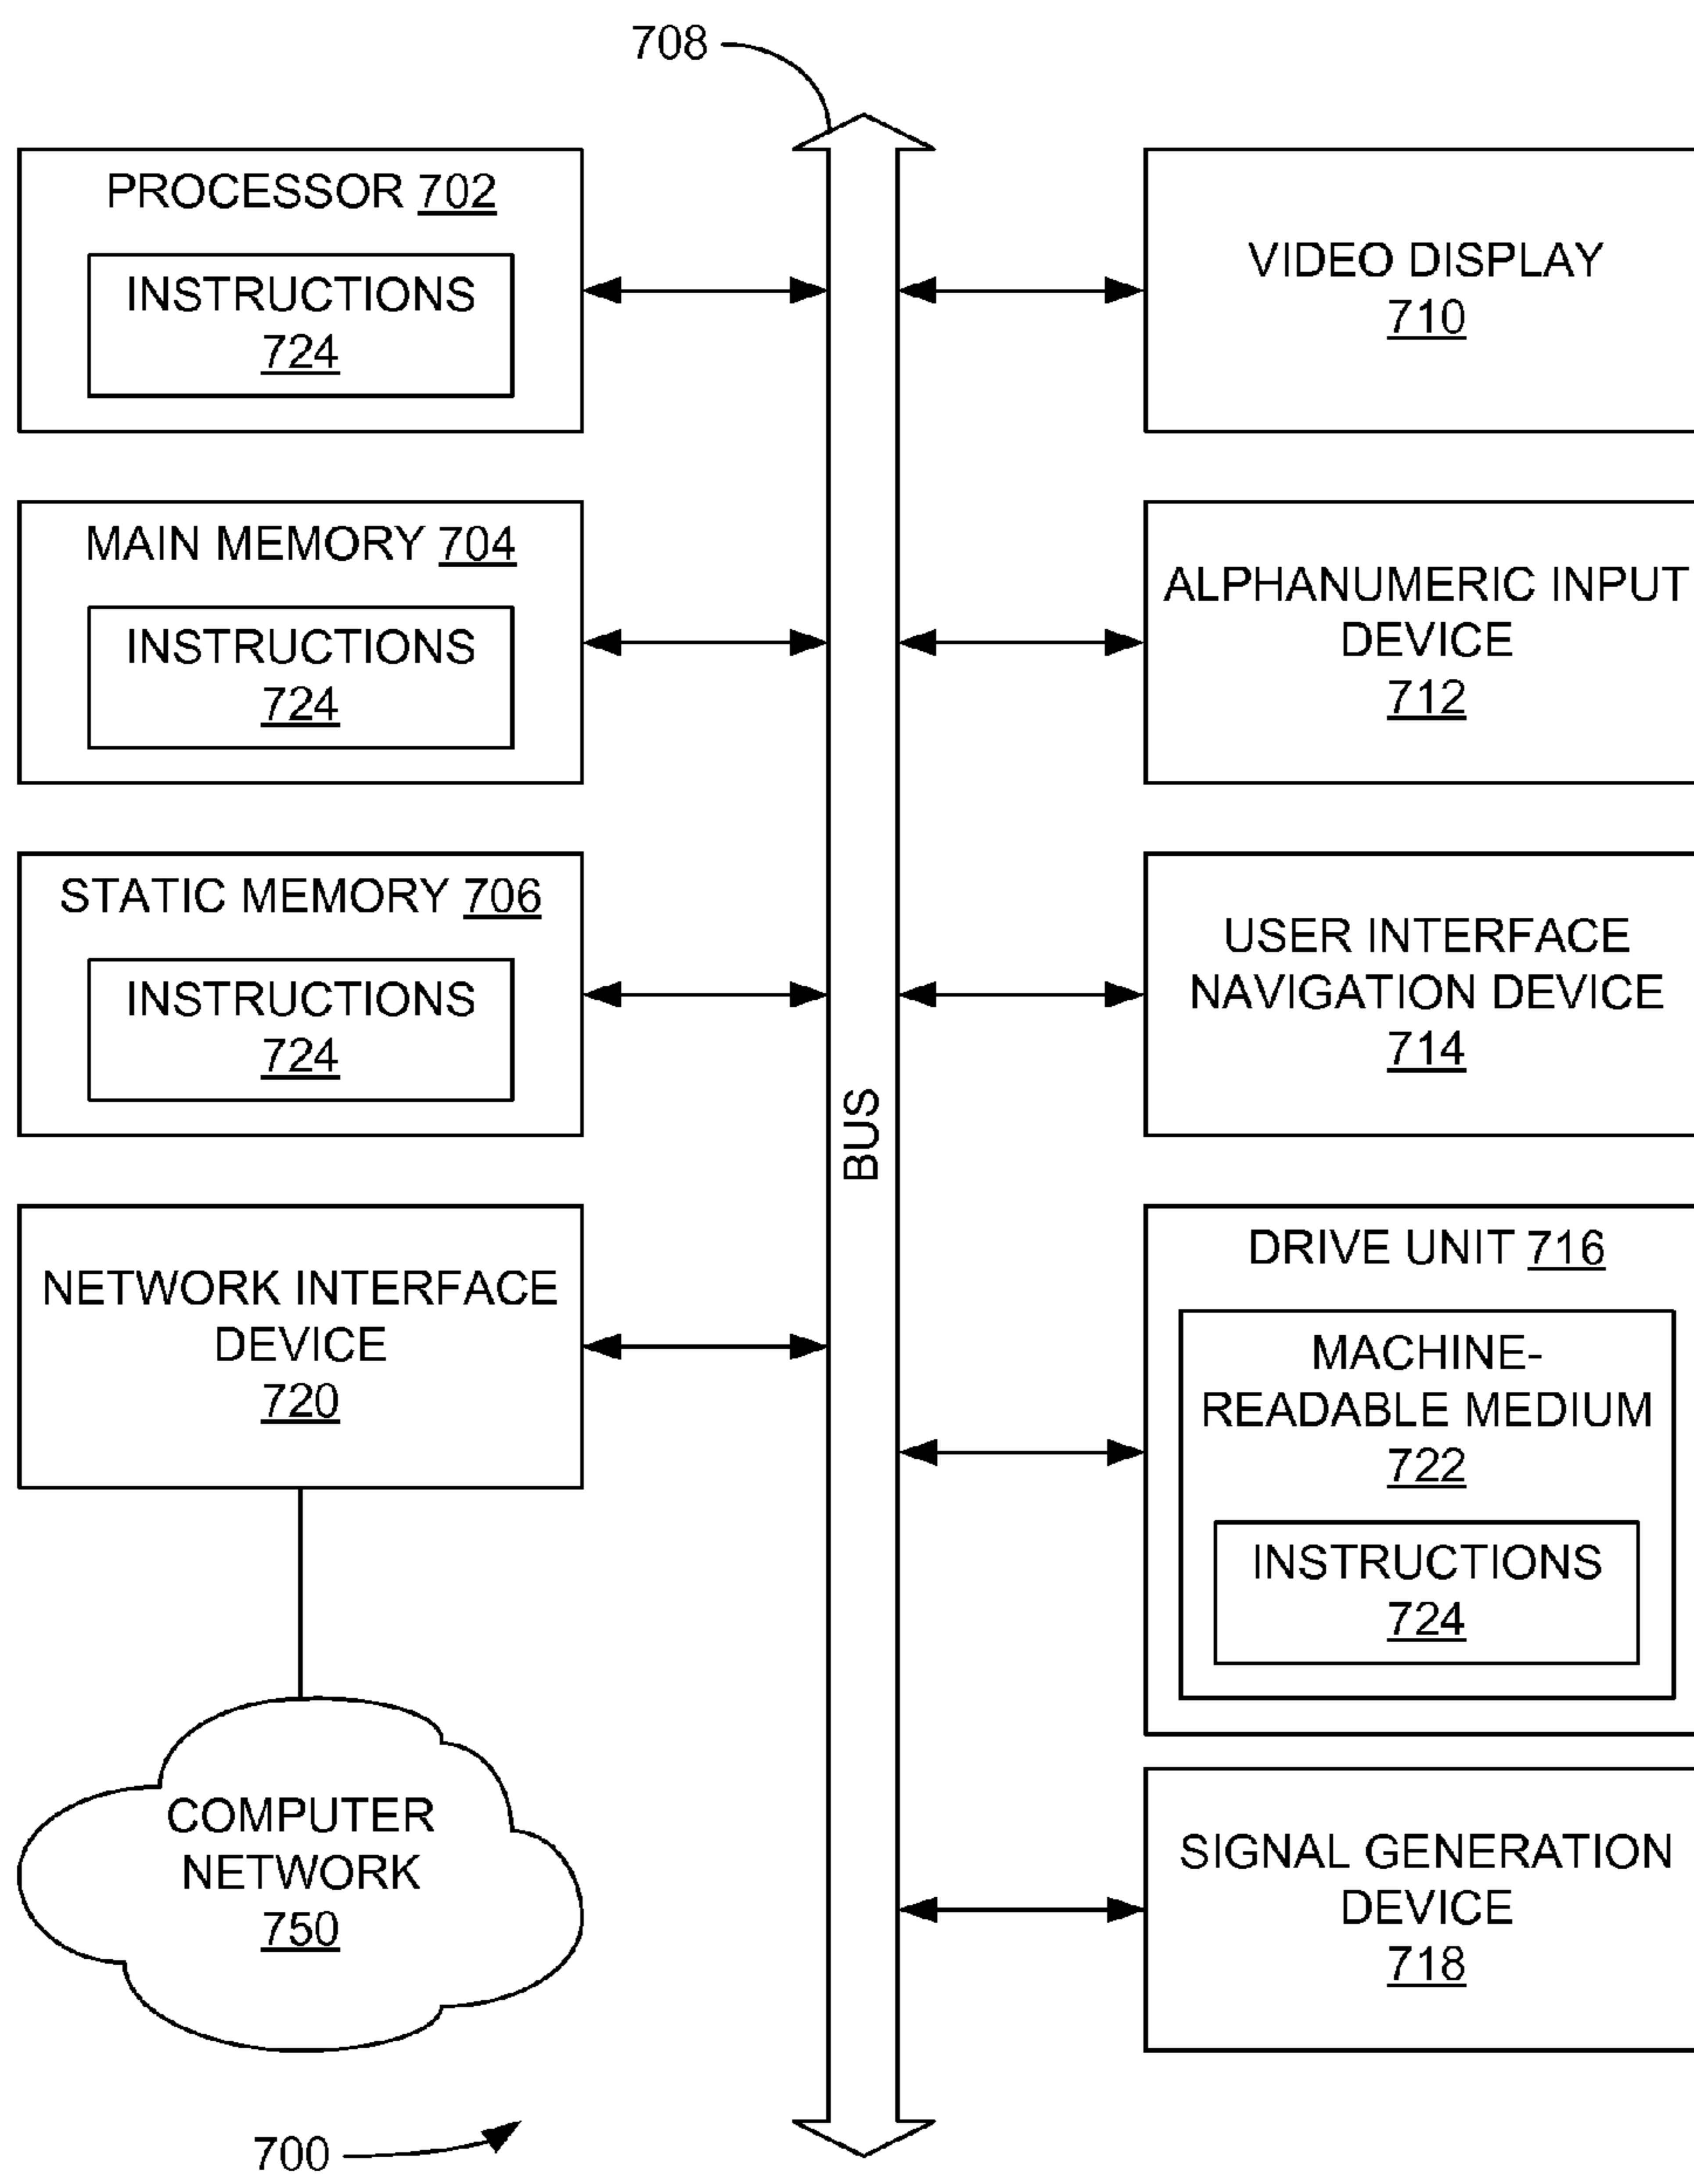 708
PROCESSOR 702
INSTRUCTIONS
724
MAIN MEMORY 704
INSTRUCTIONS
724
STATIC MEMORY 706
INSTRUCTIONS
724
NETWORK INTERFACE
DEVICE
720
COMPUTER
NETWORK
750
700
BUS
VIDEO DISPLAY
710
ALPHANUMERIC INPUT
DEVICE
712
USER INTERFACE
NAVIGATION DEVICE
714
DRIVE UNIT 716
MACHINE-
READABLE MEDIUM
722
INSTRUCTIONS
724
SIGNAL GENERATION
DEVICE
718